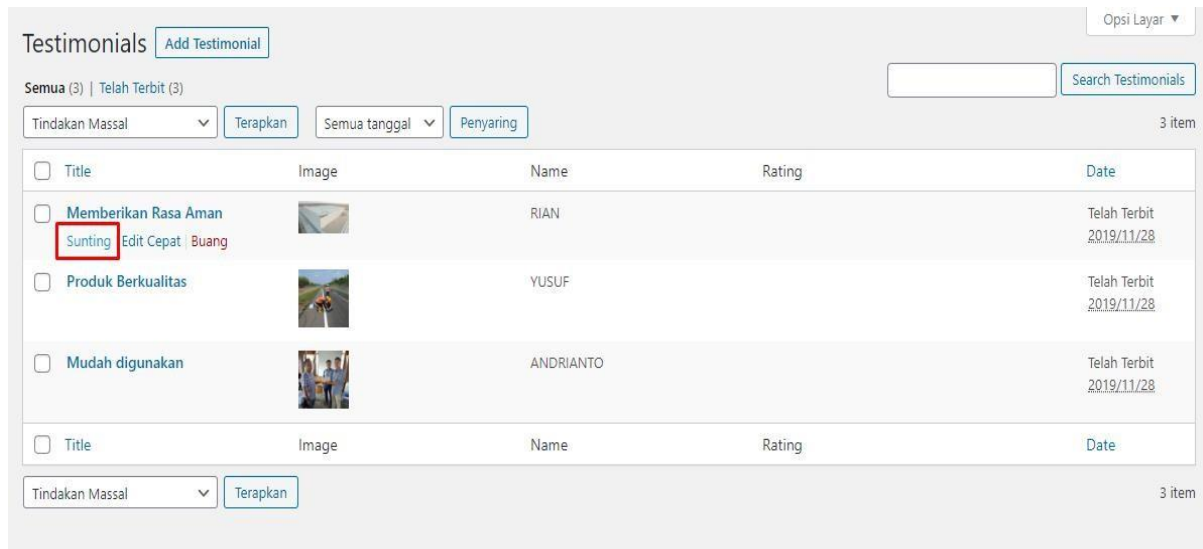 Opsi Layar ▼
Testimonials Add Testimonial
Semua (3) | Telah Terbit (3)
Search Testimonials
Tindakan Massal Terapkan Semua tanggal Penyaring 3 item
Title Image Name Rating Date
Memberikan Rasa Aman RIAN Telah Terbit
Sunting Edit Cepat | Buang 2019/11/28
Produk Berkualitas YUSUF Telah Terbit
2019/11/28
Mudah digunakan ANDRIANTO Telah Terbit
2019/11/28
Title Image Name Rating Date
Tindakan Massal Terapkan 3 item